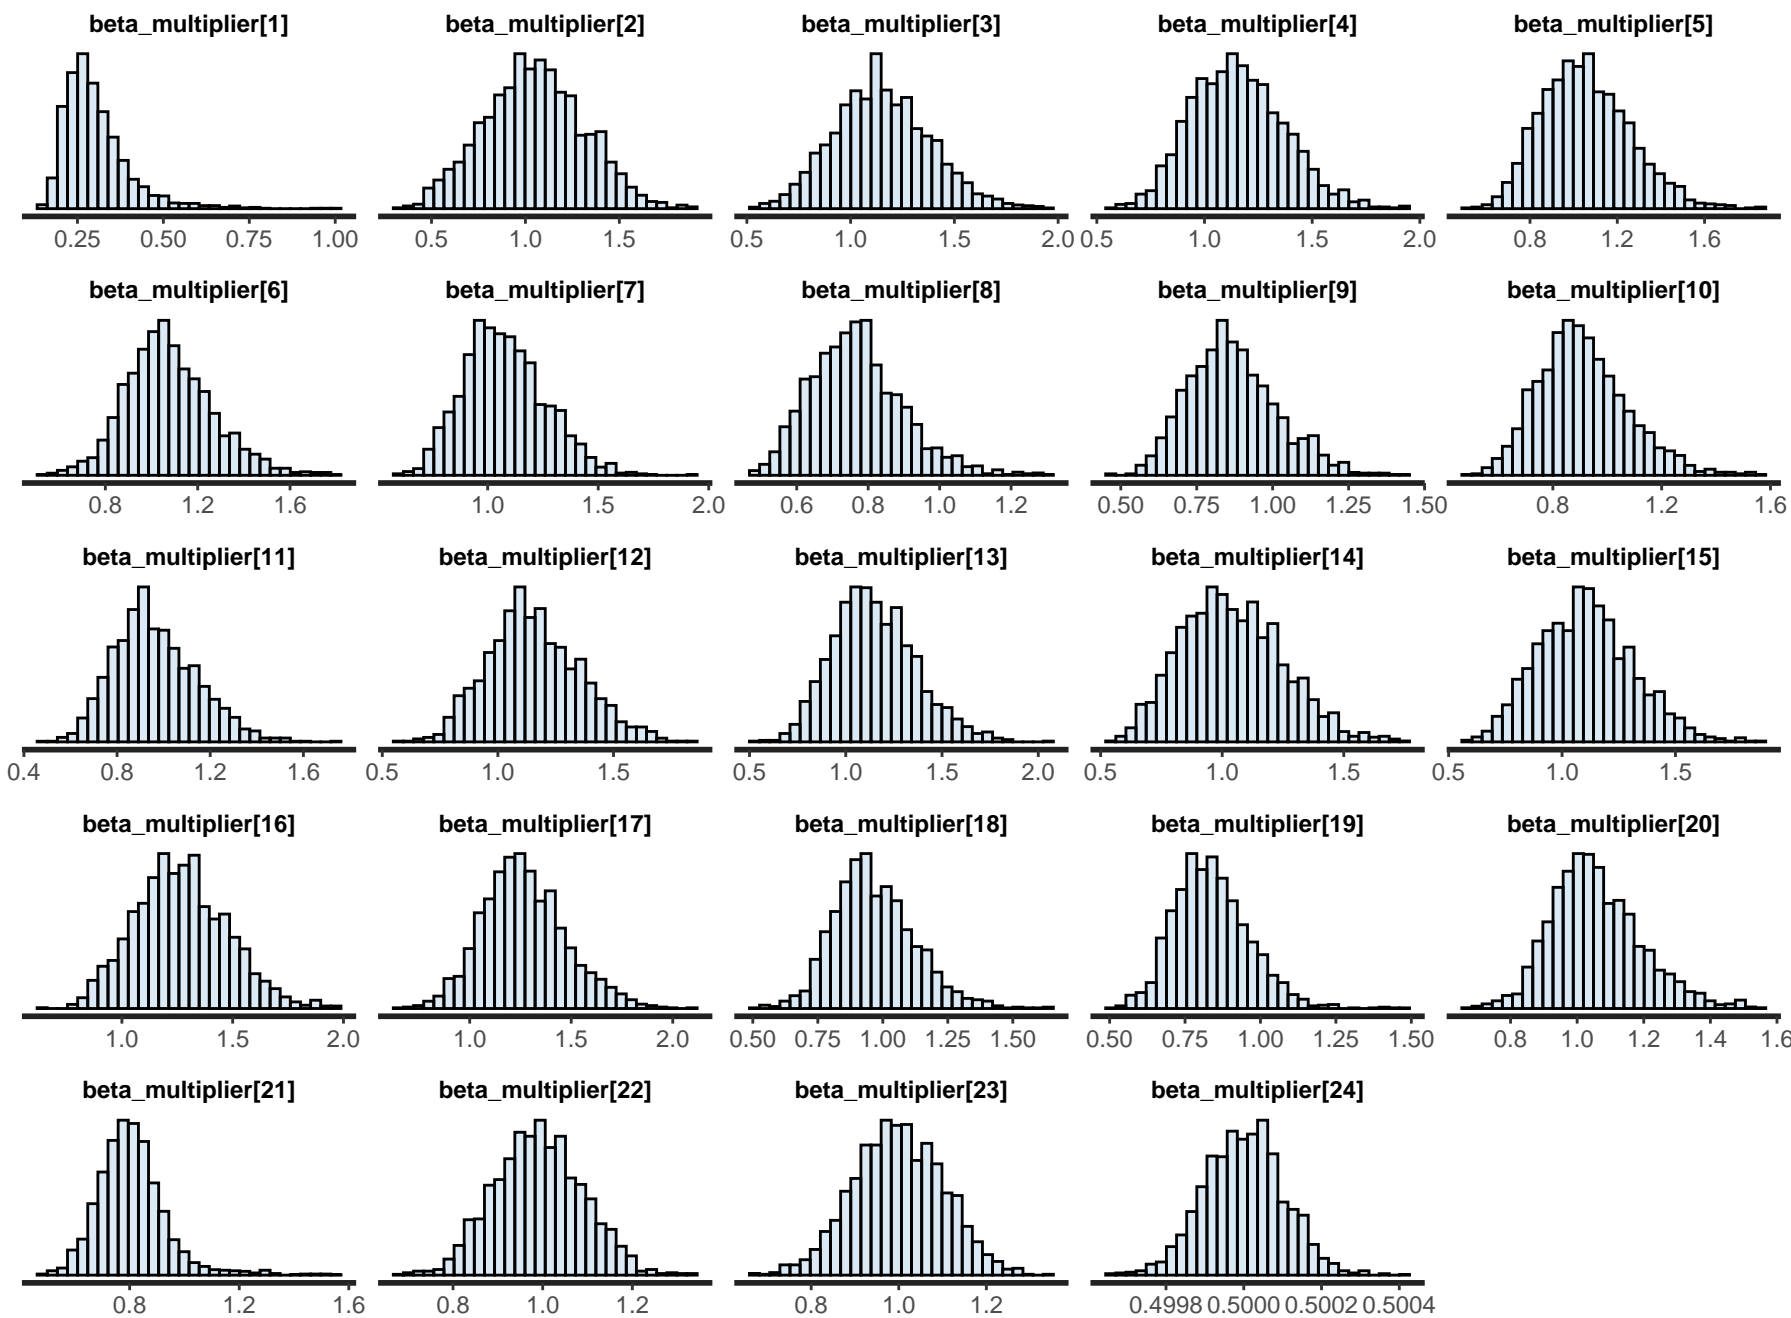 beta_multiplier[1] beta_multiplier[2] beta_multiplier[3] beta_multiplier[4] beta_multiplier[5]
0.25 0.50 0.75 1.00 0.5 1.0 1.5 0.5 1.0 1.5 2.0 0.5 1.0 1.5 2.0 0.8 1.2 1.6
beta_multiplier[6] beta_multiplier[7] beta_multiplier[8] beta_multiplier[9] beta_multiplier[10]
0.8 1.2 1.6 1.0 1.5 2.0 0.6 0.8 1.0 1.2 0.50 0.75 1.00 1.25 1.50 0.8 1.2 1.6
beta_multiplier[11] beta_multiplier[12] beta_multiplier[13] beta_multiplier[14] beta_multiplier[15]
0.4 0.8 1.2 1.6 0.5 1.0 1.5 0.5 1.0 1.5 2.0 0.5 1.0 1.5 0.5 1.0 1.5
beta_multiplier[16] beta_multiplier[17] beta_multiplier[18] beta_multiplier[19] beta_multiplier[20]
1.0 1.5 2.0 1.0 1.5 2.0 0.50 0.75 1.00 1.25 1.50 0.50 0.75 1.00 1.25 1.50 0.8 1.0 1.2 1.4 1.6
beta_multiplier[21] beta_multiplier[22] beta_multiplier[23] beta_multiplier[24]
0.8 1.2 1.6 0.8 1.0 1.2 0.8 1.0 1.2 0.4998 0.5000 0.5002 0.5004